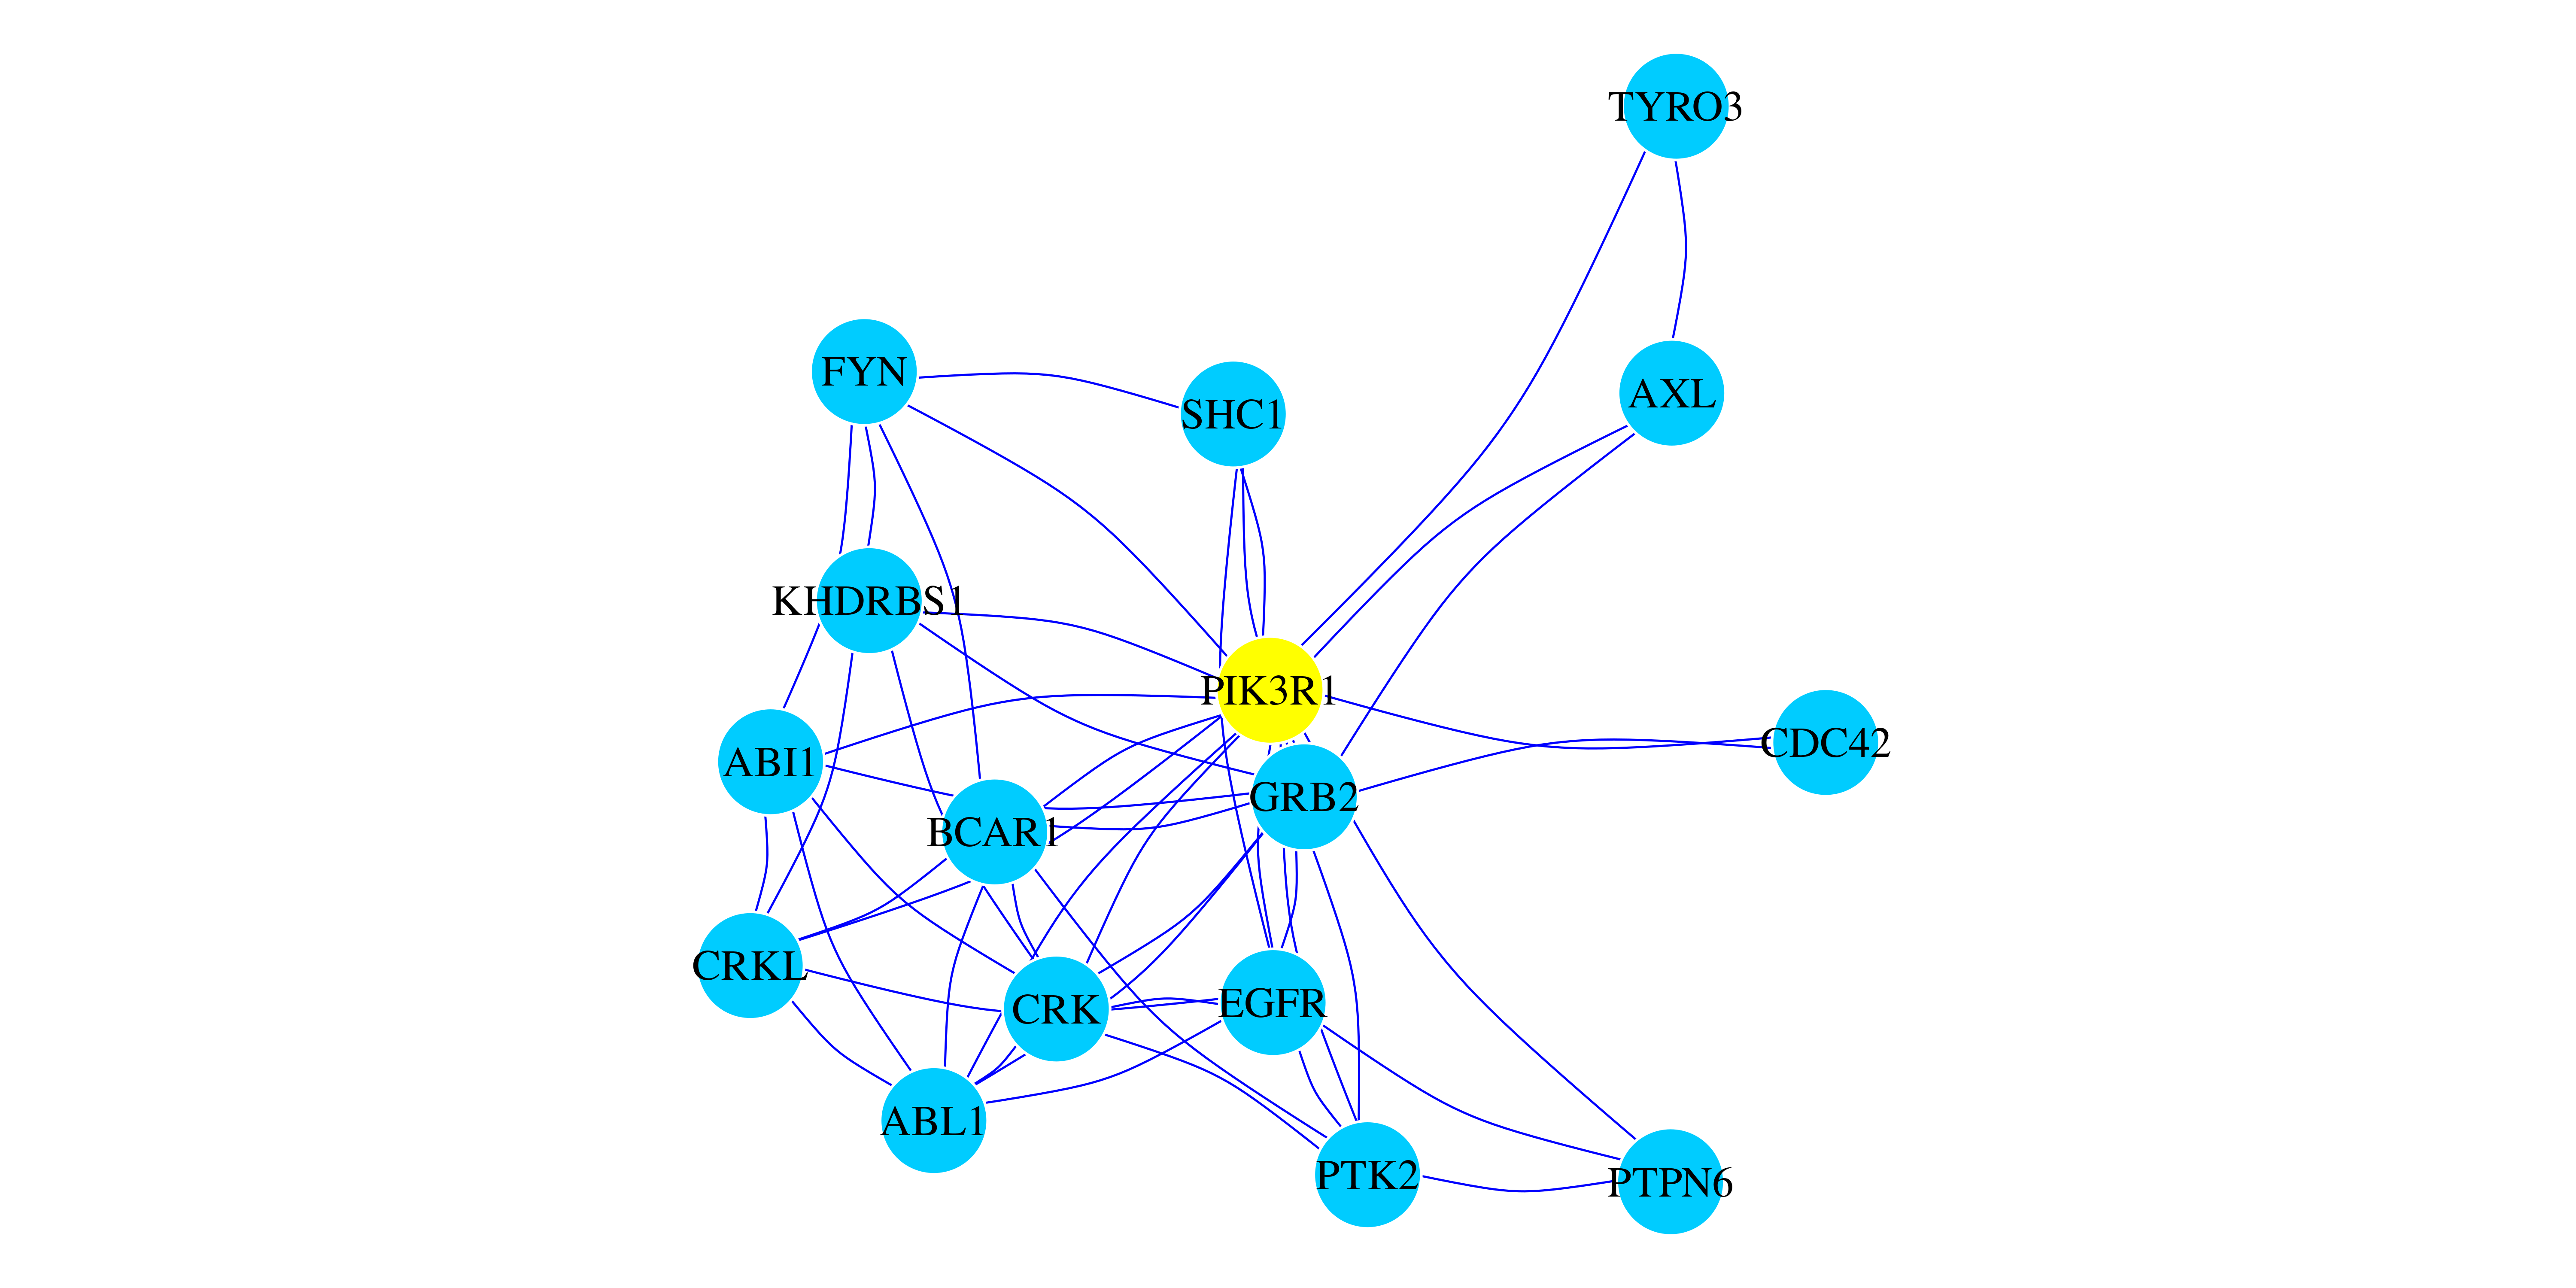 TYRO3
FYN
AXL
SHC1
KHDRBS1
PIK3R1
CDC42
ABI1
GRB2
BCAR1
CRKL
EGFR
CRK
ABL1
PTK2
PTPN6